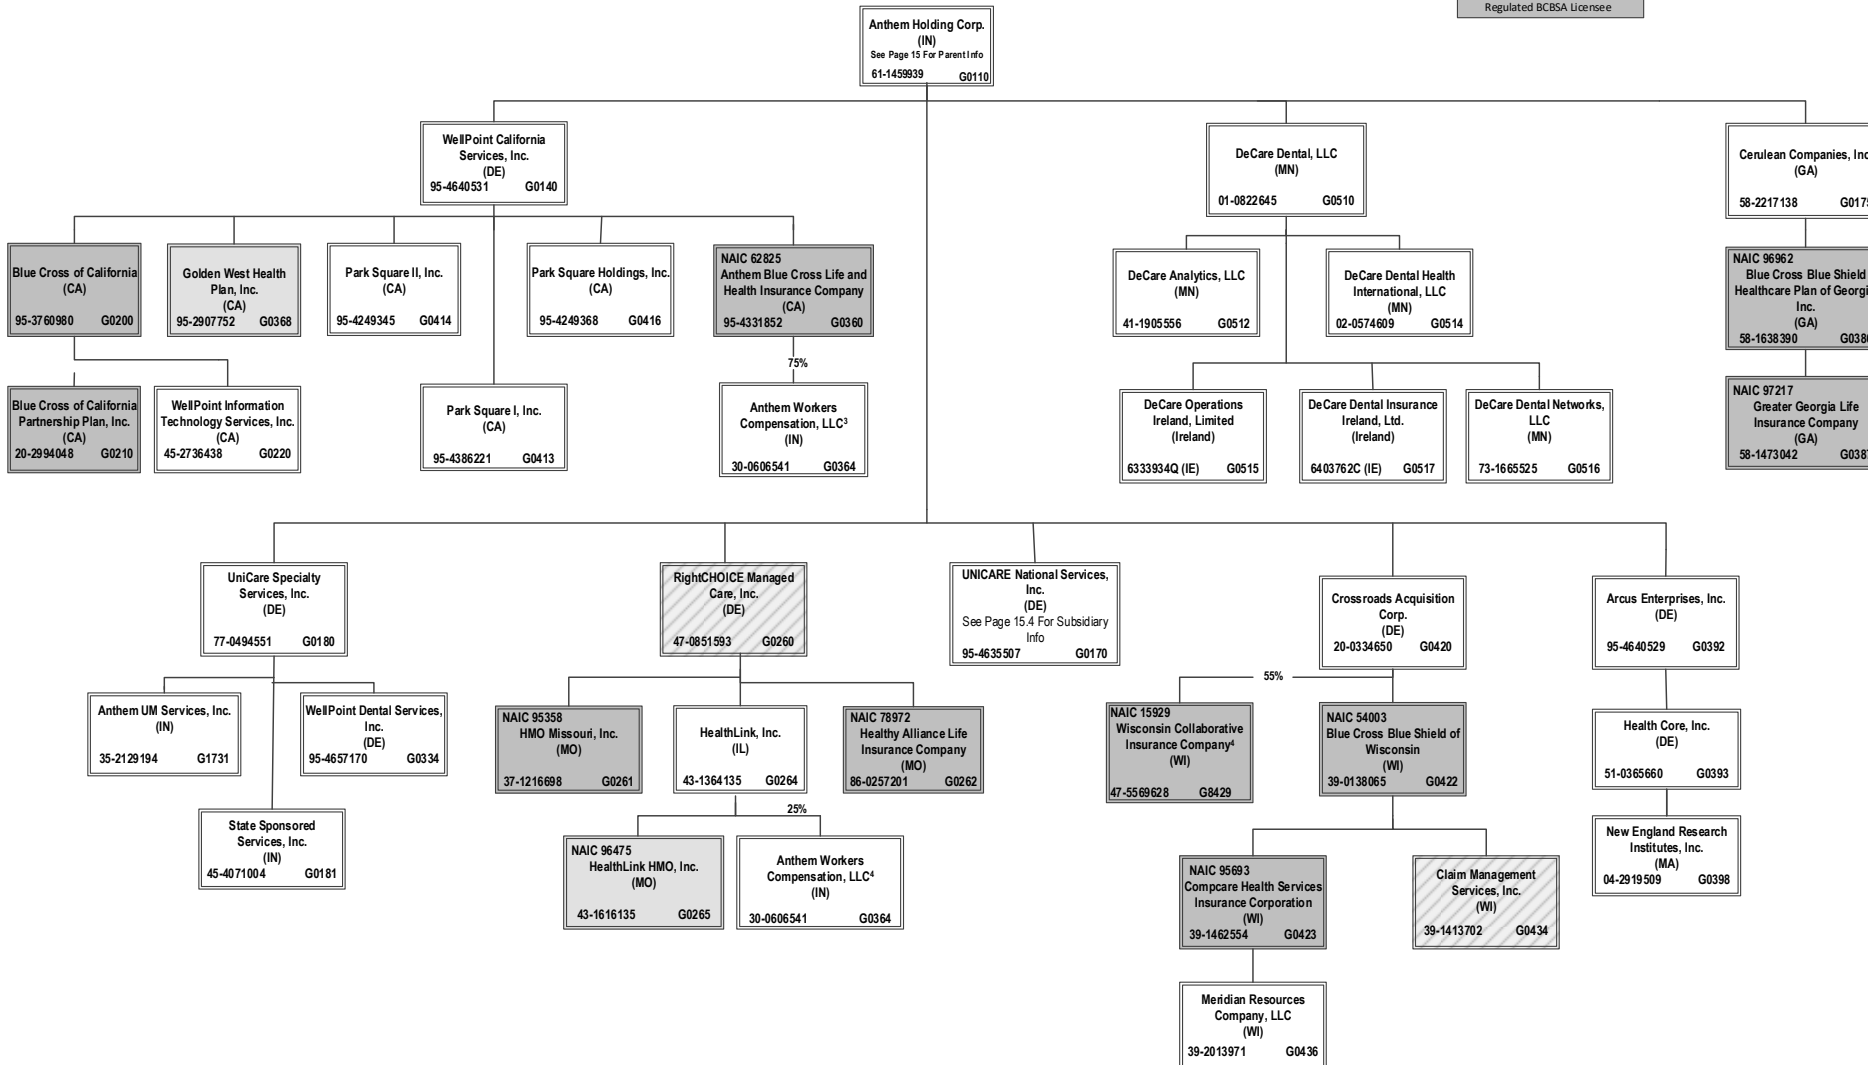 Regulated BCBSA Licensee
Anthem Holding Corp.
(IN)
See Page 15 For Parent Info
61-1459939 G0110
WellPoint California
Services, Inc.
(DE)
95-4640531 G0140
DeCare Dental, LLC
(MN)
01-0822645 G0510
Cerulean Companies, Inc
(GA)
58-2217138 G0175
Blue Cross of California
(CA)
95-3760980 G0200
Golden West Health
Plan, Inc.
(CA)
95-2907752 G0368
Park Square II, Inc.
(CA)
95-4249345 G0414
Park Square Holdings, Inc.
(CA)
95-4249368 G0416
NAIC 62825
Anthem Blue Cross Life and
Health Insurance Company
(CA)
95-4331852 G0360
DeCare Analytics, LLC
(MN)
41-1905556 G0512
DeCare Dental Health
International, LLC
(MN)
02-0574609 G0514
NAIC 96962
Blue Cross Blue Shield
Healthcare Plan of Georgia
Inc.
(GA)
58-1638390 G0380
75%
Blue Cross of California
Partnership Plan, Inc.
(CA)
20-2994048 G0210
WellPoint Information
Technology Services, Inc.
(CA)
45-2736438 G0220
Park Square I, Inc.
(CA)
95-4386221 G0413
Anthem Workers
Compensation, LLC³
(IN)
30-0606541 G0364
DeCare Operations
Ireland, Limited
(Ireland)
6333934Q (IE) G0515
DeCare Dental Insurance
Ireland, Ltd.
(Ireland)
6403762C (IE) G0517
DeCare Dental Networks,
LLC
(MN)
73-1665525 G0516
NAIC 97217
Greater Georgia Life
Insurance Company
(GA)
58-1473042 G0387
UniCare Specialty
Services, Inc.
(DE)
77-0494551 G0180
RightCHOICE Managed
Care, Inc.
(DE)
47-0851593 G0260
UNICARE National Services,
Inc.
(DE)
See Page 15.4 For Subsidiary
Info
95-4635507 G0170
Crossroads Acquisition
Corp.
(DE)
20-0334650 G0420
Arcus Enterprises, Inc.
(DE)
95-4640529 G0392
55%
Anthem UM Services, Inc.
(IN)
35-2129194 G1731
WellPoint Dental Services,
Inc.
(DE)
95-4657170 G0334
NAIC 95358
HMO Missouri, Inc.
(MO)
37-1216698 G0261
HealthLink, Inc.
(IL)
43-1364135 G0264
NAIC 78972
Healthy Alliance Life
Insurance Company
(MO)
86-0257201 G0262
NAIC 15929
Wisconsin Collaborative
Insurance Company⁴
(WI)
47-5569628 G8429
NAIC 54003
Blue Cross Blue Shield of
Wisconsin
(WI)
39-0138065 G0422
Health Core, Inc.
(DE)
51-0365660 G0393
25%
State Sponsored
Services, Inc.
(IN)
45-4071004 G0181
NAIC 96475
HealthLink HMO, Inc.
(MO)
43-1616135 G0265
Anthem Workers
Compensation, LLC⁴
(IN)
30-0606541 G0364
NAIC 95693
Compcare Health Services
Insurance Corporation
(WI)
39-1462554 G0423
Claim Management
Services, Inc.
(WI)
39-1413702 G0434
New England Research
Institutes, Inc.
(MA)
04-2919509 G0398
Meridian Resources
Company, LLC
(WI)
39-2013971 G0436